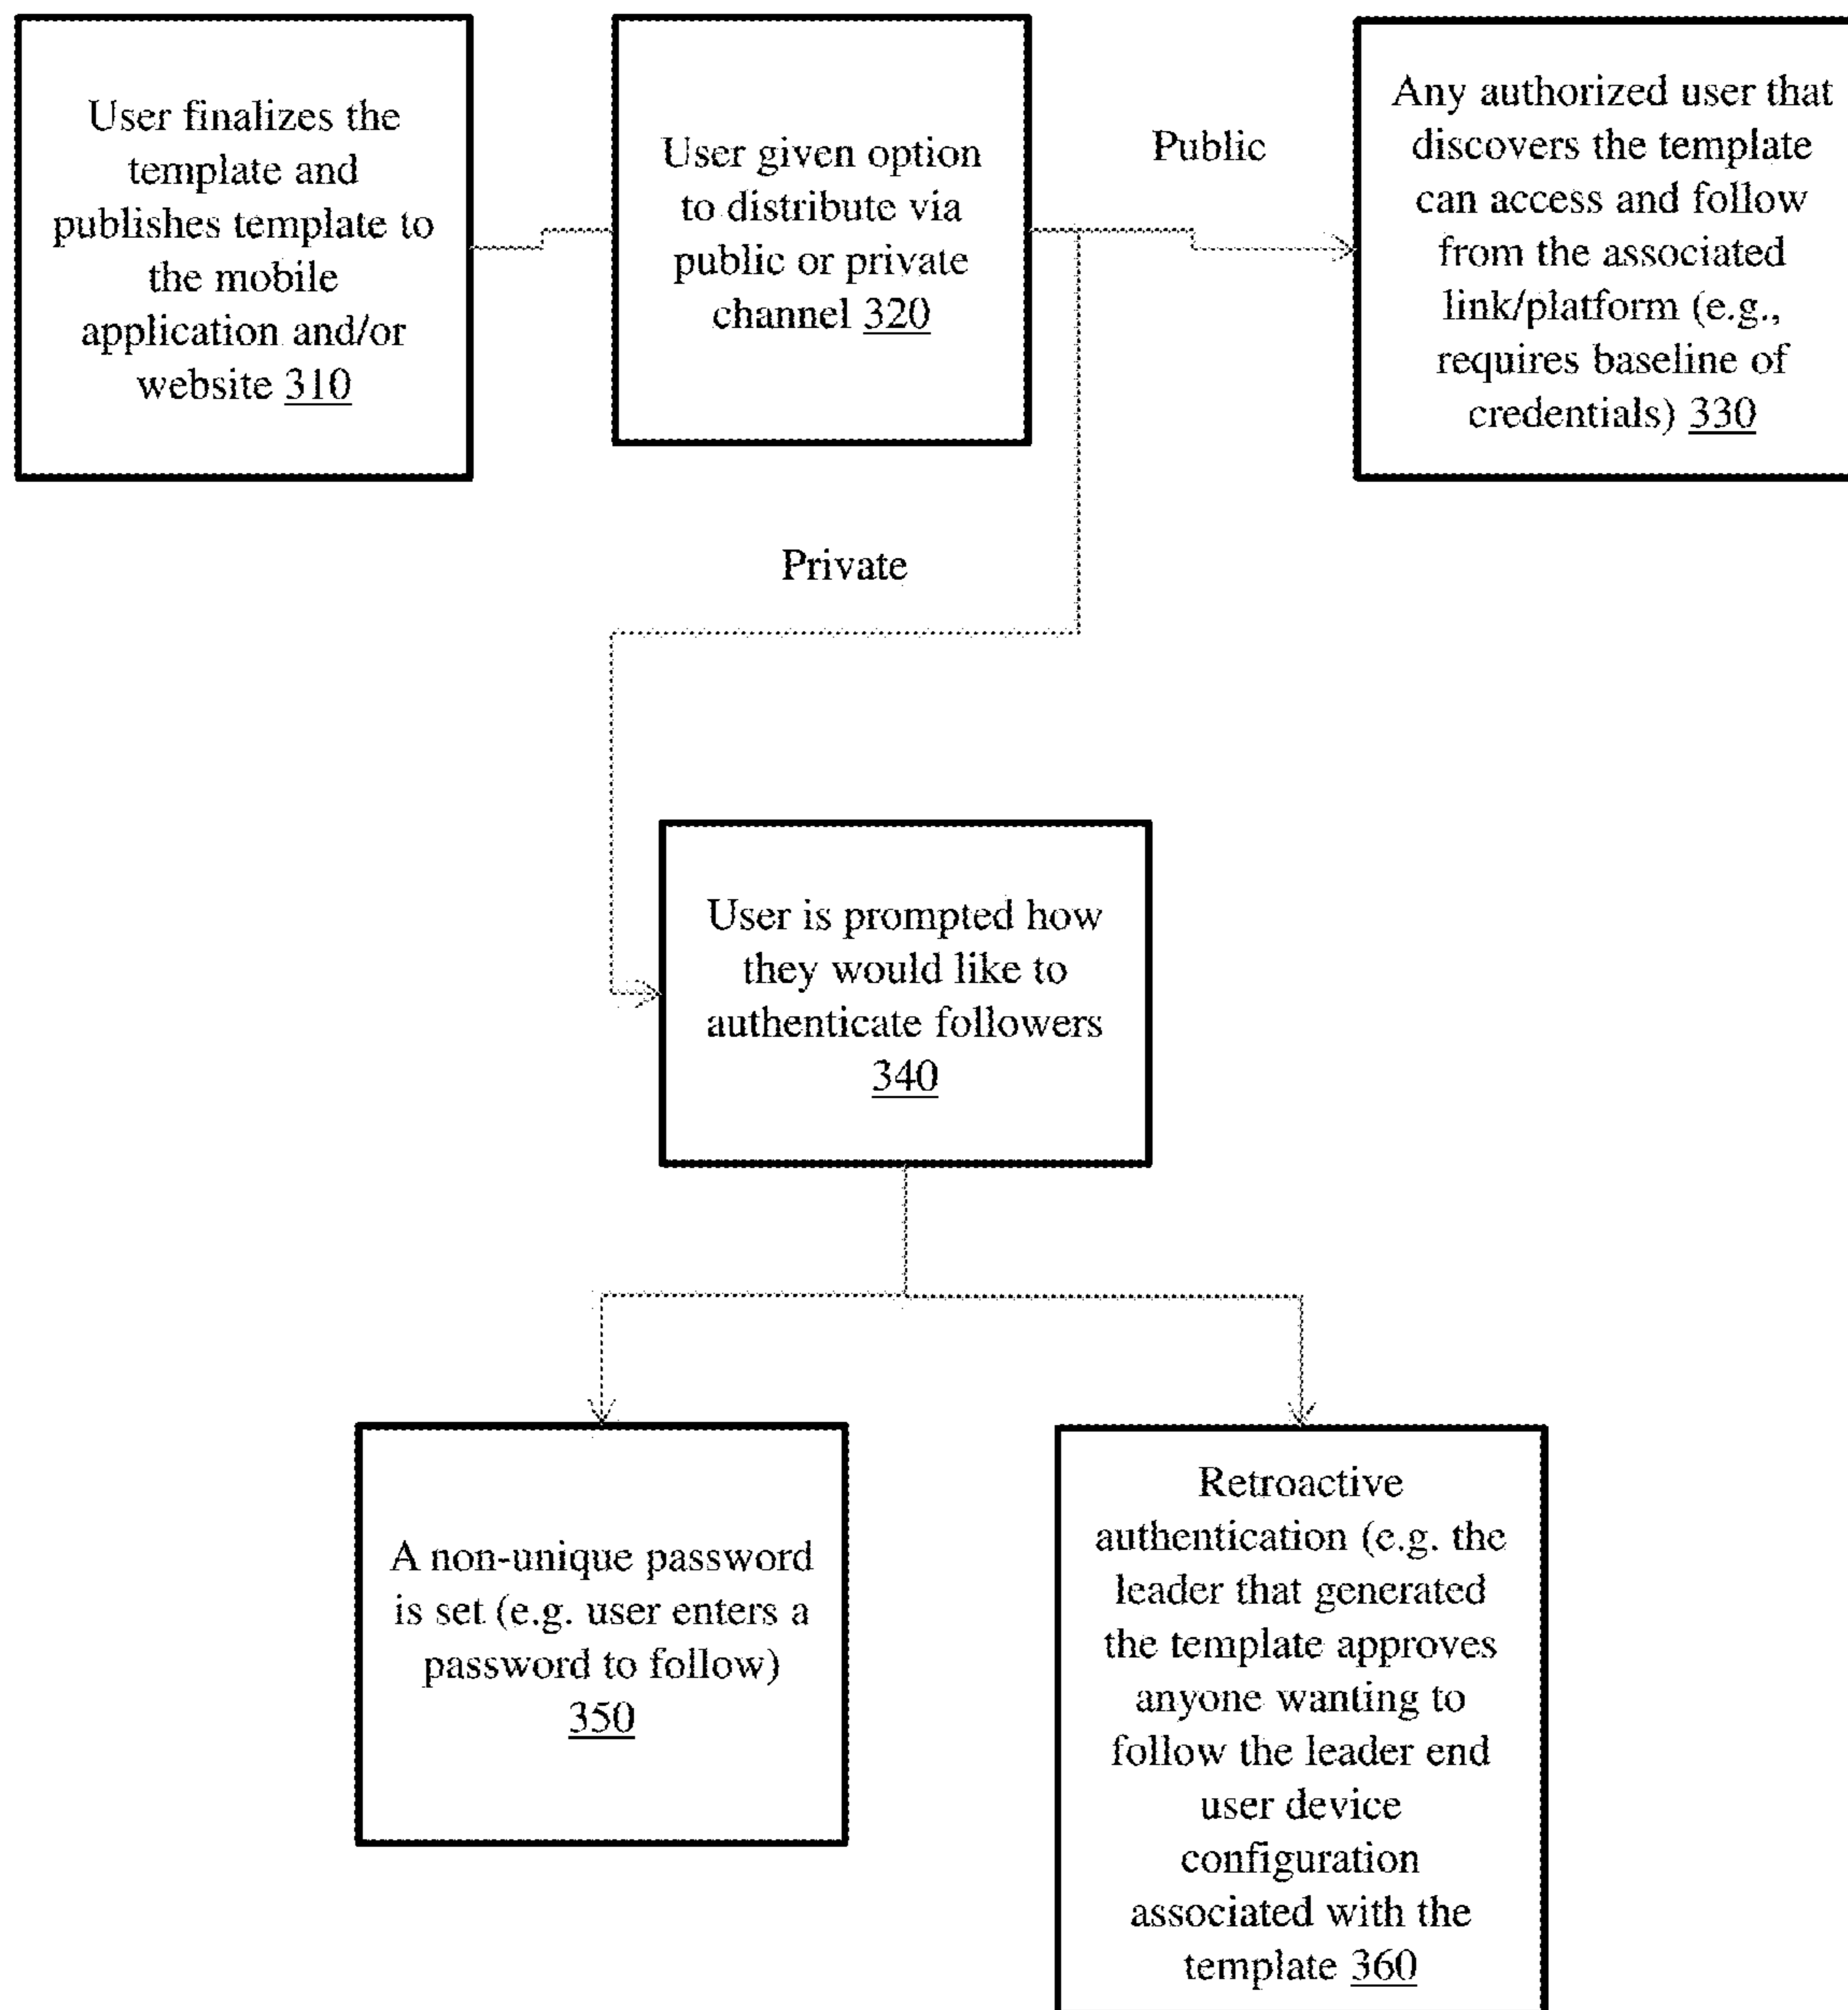 User finalizes the
template and
publishes template to
the mobile
application and/or
website 310
User given option
to distribute via
public or private
channel 320
Public
Any authorized user that
discovers the template
can access and follow
from the associated
link/platform (e.g.,
requires baseline of
credentials) 330
Private
User is prompted how
they would like to
authenticate followers
340
A non-unique password
is set (e.g. user enters a
password to follow)
350
Retroactive
authentication (e.g. the
leader that generated
the template approves
anyone wanting to
follow the leader end
user device
configuration
associated with the
template 360